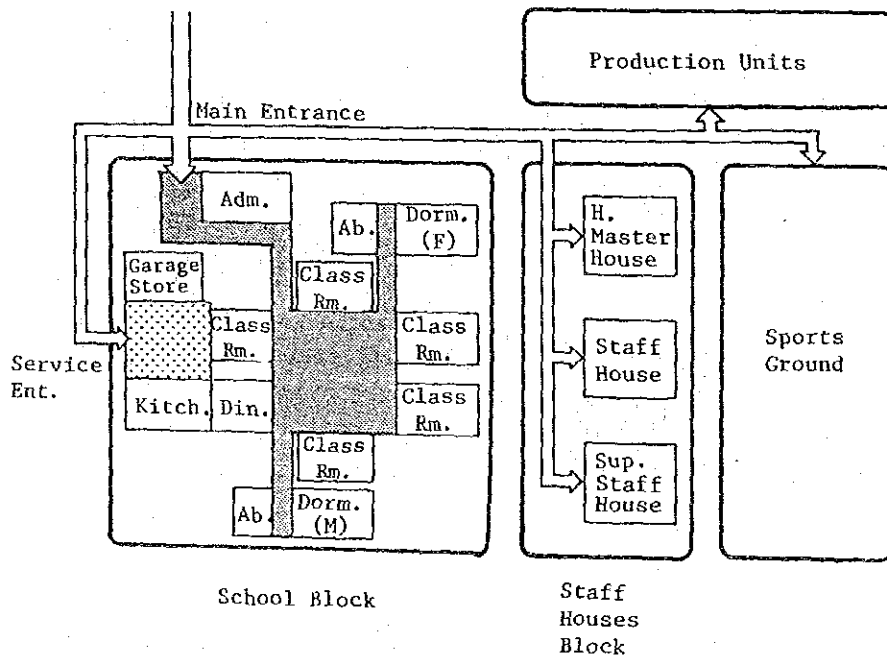 Production Units
Main Entrance
Adm.
Ab.
Dorm.
(F)
H.
Master
House
Garage
Store
Class
Rm.
Class
Rm.
Class
Rm.
Staff
House
Sports
Ground
Service
Ent.
Kitch.
Din.
Class
Rm.
Class
Rm.
Sup.
Staff
House
Ab.
Dorm.
(M)
School Block
Staff
Houses
Block